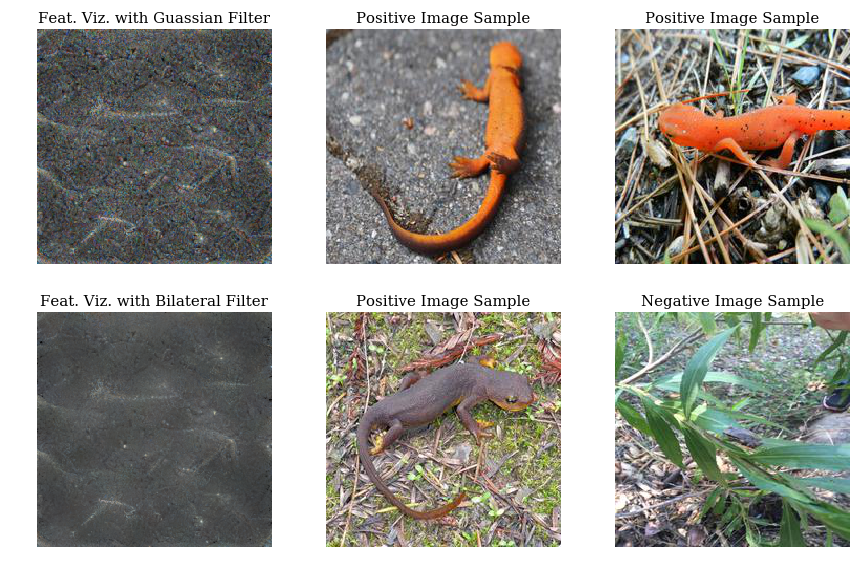 Feat. Viz. with Guassian Filter
Positive Image Sample
Positive Image Sample
Feat. Viz. with Bilateral Filter
Positive Image Sample
Negative Image Sample